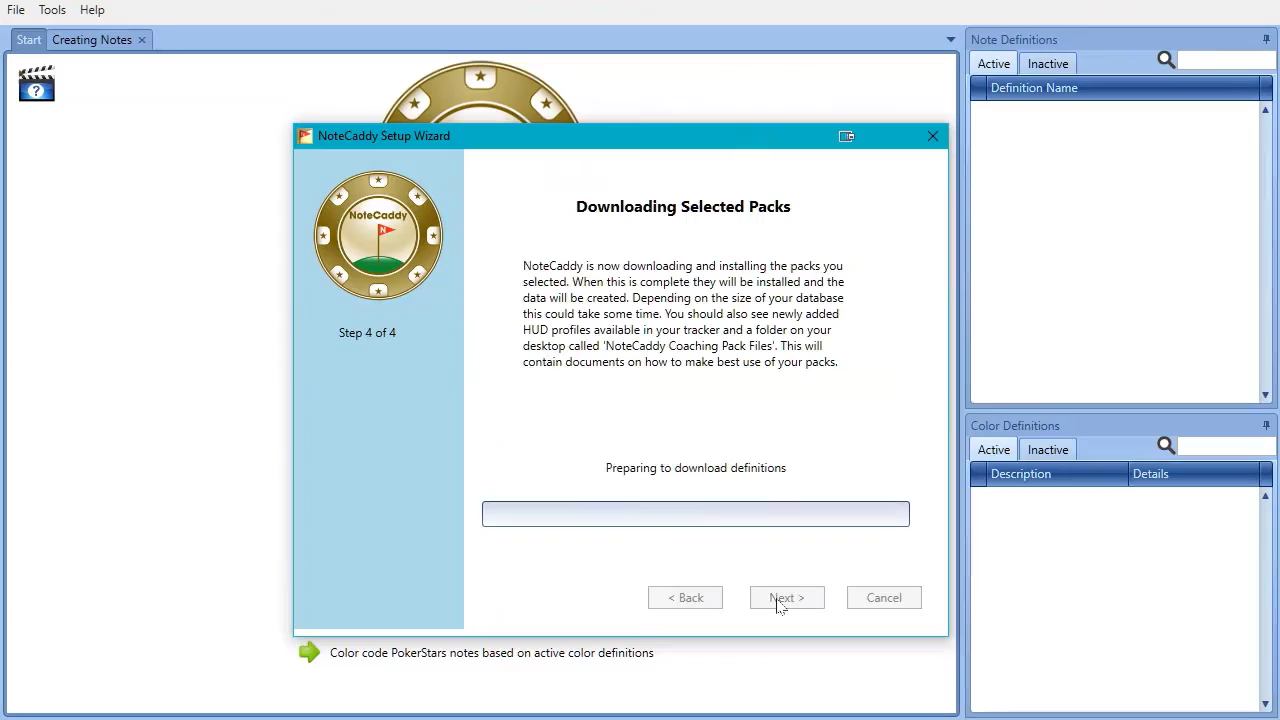 File Tools Help
Start Creating Notes
Note Definitions
Active Inactive
Definition Name
NoteCaddy Setup Wizard
NoteCaddy
N
Step 4 of 4
Downloading Selected Packs
NoteCaddy is now downloading and installing the packs you
selected. When this is complete they will be installed and the
data will be created. Depending on the size of your database
this could take some time. You should also see newly added
HUD profiles available in your tracker and a folder on your
desktop called 'NoteCaddy Coaching Pack Files'. This will
contain documents on how to make best use of your packs.
Preparing to download definitions
< Back Next > Cancel
Color code PokerStars notes based on active color definitions
Color Definitions
Active Inactive
Description Details